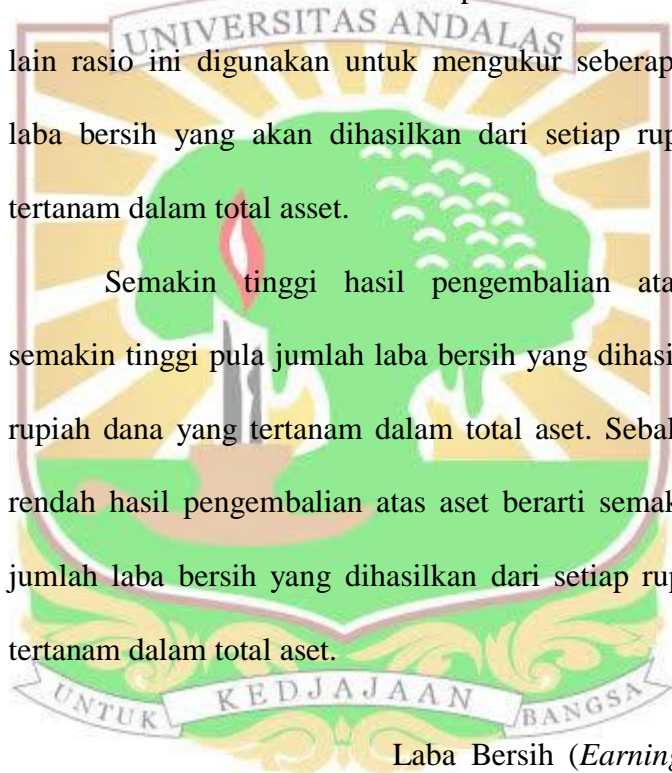 UNIVERSITAS ANDALAS
lain rasio ini digunakan untuk mengukur seberap
laba bersih yang akan dihasilkan dari setiap rup
tertanam dalam total asset.
Semakin tinggi hasil pengembalian ata
semakin tinggi pula jumlah laba bersih yang dihasi
rupiah dana yang tertanam dalam total aset. Sebal
rendah hasil pengembalian atas aset berarti semak
jumlah laba bersih yang dihasilkan dari setiap rup
tertanam dalam total aset.
UNTUK KEDJAJAAN BANGSA
Laba Bersih (Earning